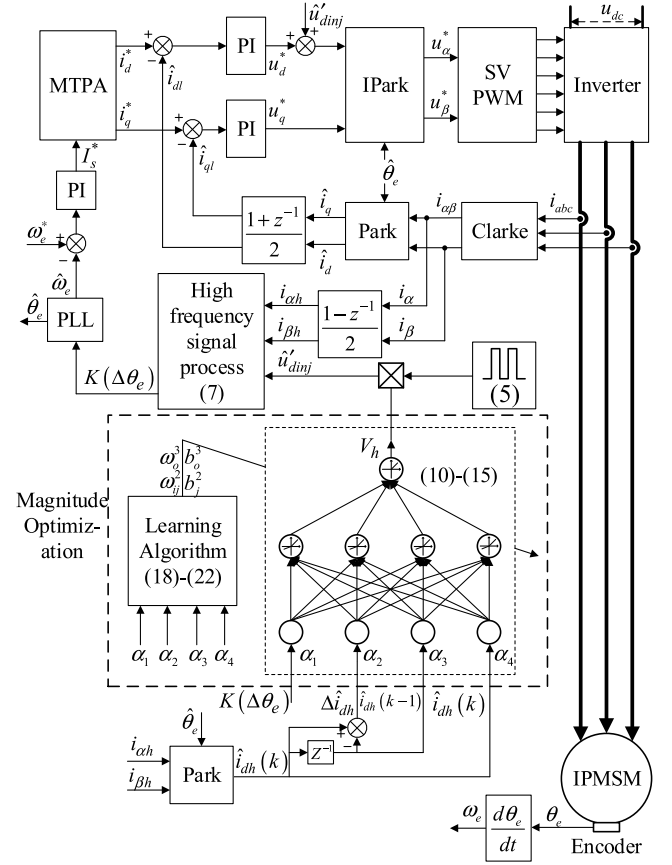 û′dinj
u_dc
MTPA
i_d^*
+
−
î_dl
PI
u_d^*
+
+
IPark
u_α^*
u_β^*
SV
PWM
Inverter
i_q^*
+
−
î_ql
PI
u_q^*
I_s^*
PI
ω_e^*
+
−
ω̂_e
θ̂_e
PLL
K(Δθ_e)
θ̂_e
1+z^{-1}
2
î_q
î_d
Park
i_αβ
Clarke
i_abc
High
frequency
signal
process
(7)
i_αh
i_βh
1−z^{-1}
2
i_α
i_β
û′dinj
(5)
Magnitude
Optimiz-
ation
ω_o^3 b_o^3
ω_ij^2 b_j^2
V_h
(10)-(15)
Learning
Algorithm
(18)-(22)
α_1 α_2 α_3 α_4
α_1 α_2 α_3 α_4
K(Δθ_e) Δî_dh î_dh(k−1) î_dh(k)
θ̂_e
i_αh
i_βh
Park
î_dh(k)
+
−
Z^{-1}
IPMSM
ω_e
dθ_e
dt
θ_e
Encoder